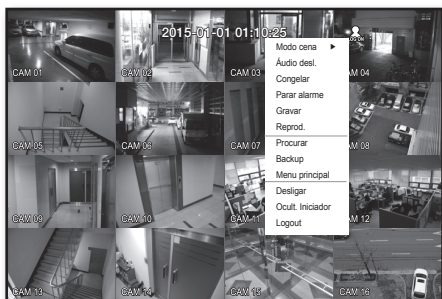 2015-01-01 01:10:25
LOG ON
CAM 01
CAM 02
CAM 03
CAM 04
Modo cena
Áudio desl.
Congelar
Parar alarme
Gravar
Reprod.
Procurar
Backup
Menu principal
Desligar
Ocult. Iniciador
Logout
CAM 05
CAM 06
CAM 07
CAM 08
CAM 09
CAM 10
CAM 11
CAM 12
CAM 13
CAM 14
CAM 15
CAM 16